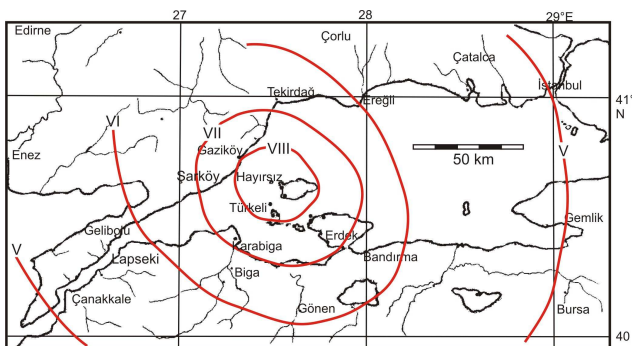 27
28
29°E
Edirne
Çorlu
Çatalca
İstanbul
Tekirdağ
Ereğli
41°
N
VI
VII
Gaziköy
VIII
V
50 km
Enez
Şarköy
Hayırsız
Türkeli
Gelibolu
Erdek
Gemlik
V
Karabiga
Lapseki
Bandırma
Biga
Çanakkale
Gönen
Bursa
40